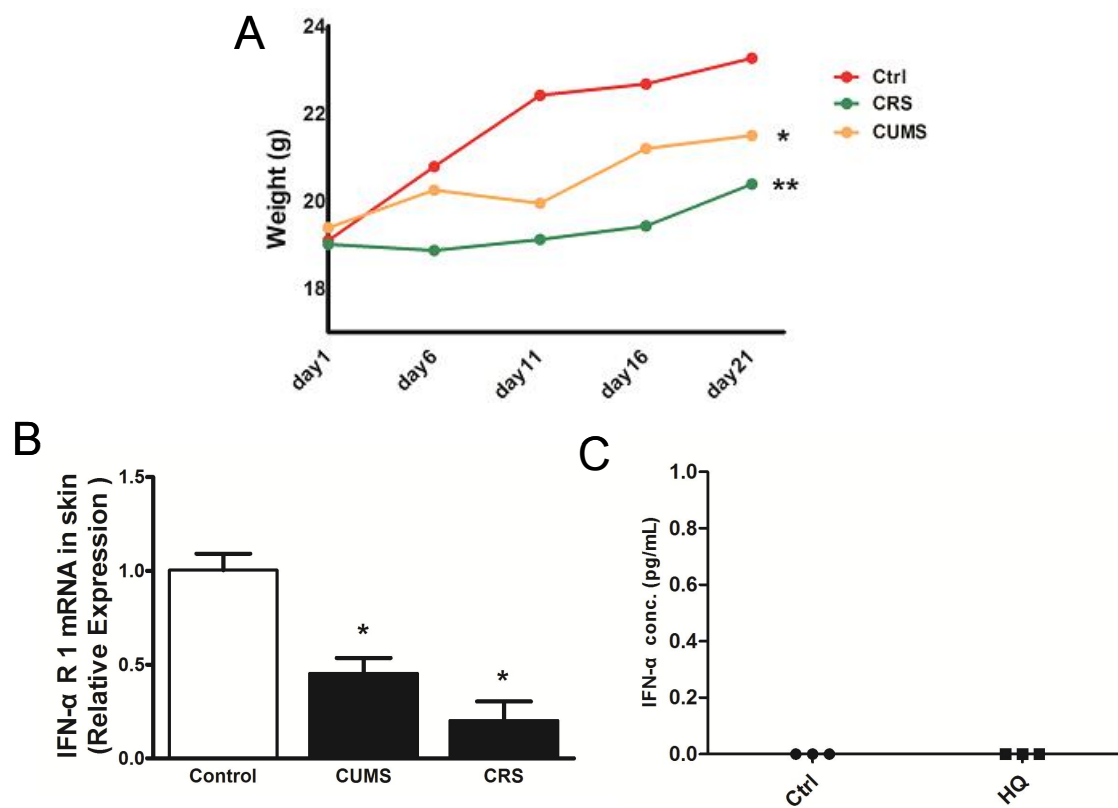 A
24
22
20
18
Weight (g)
day1
day6
day11
day16
day21
Ctrl
CRS
CUMS
*
**
B
IFN-α R 1 mRNA in skin
(Relative Expression )
1.5
1.0
0.5
0.0
*
*
Control
CUMS
CRS
C
IFN-α conc. (pg/mL)
1.0
0.8
0.6
0.4
0.2
0.0
Ctrl
HQ